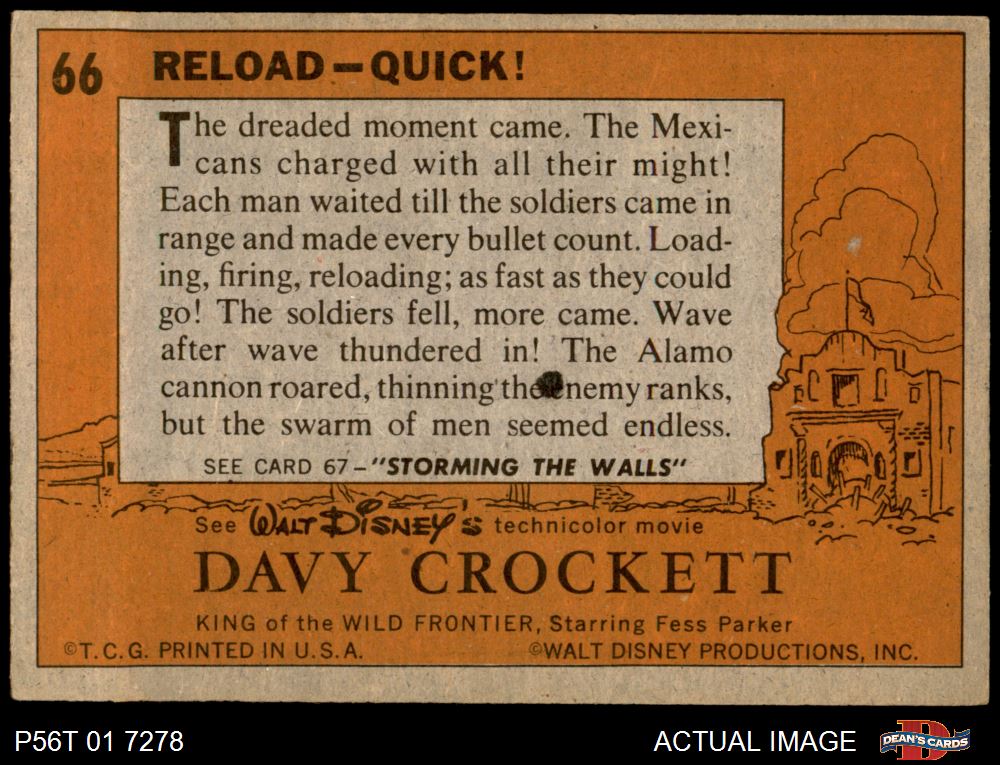 66 RELOAD—QUICK!
The dreaded moment came. The Mexi-
cans charged with all their might!
Each man waited till the soldiers came in
range and made every bullet count. Load-
ing, firing, reloading; as fast as they could
go! The soldiers fell, more came. Wave
after wave thundered in! The Alamo
cannon roared, thinning the enemy ranks,
but the swarm of men seemed endless.
SEE CARD 67—"STORMING THE WALLS"
See WALT DISNEY'S technicolor movie
DAVY CROCKETT
KING of the WILD FRONTIER, Starring Fess Parker
©T.C.G. PRINTED IN U.S.A. ©WALT DISNEY PRODUCTIONS, INC.
P56T 01 7278 ACTUAL IMAGE DEAN'S CARDS